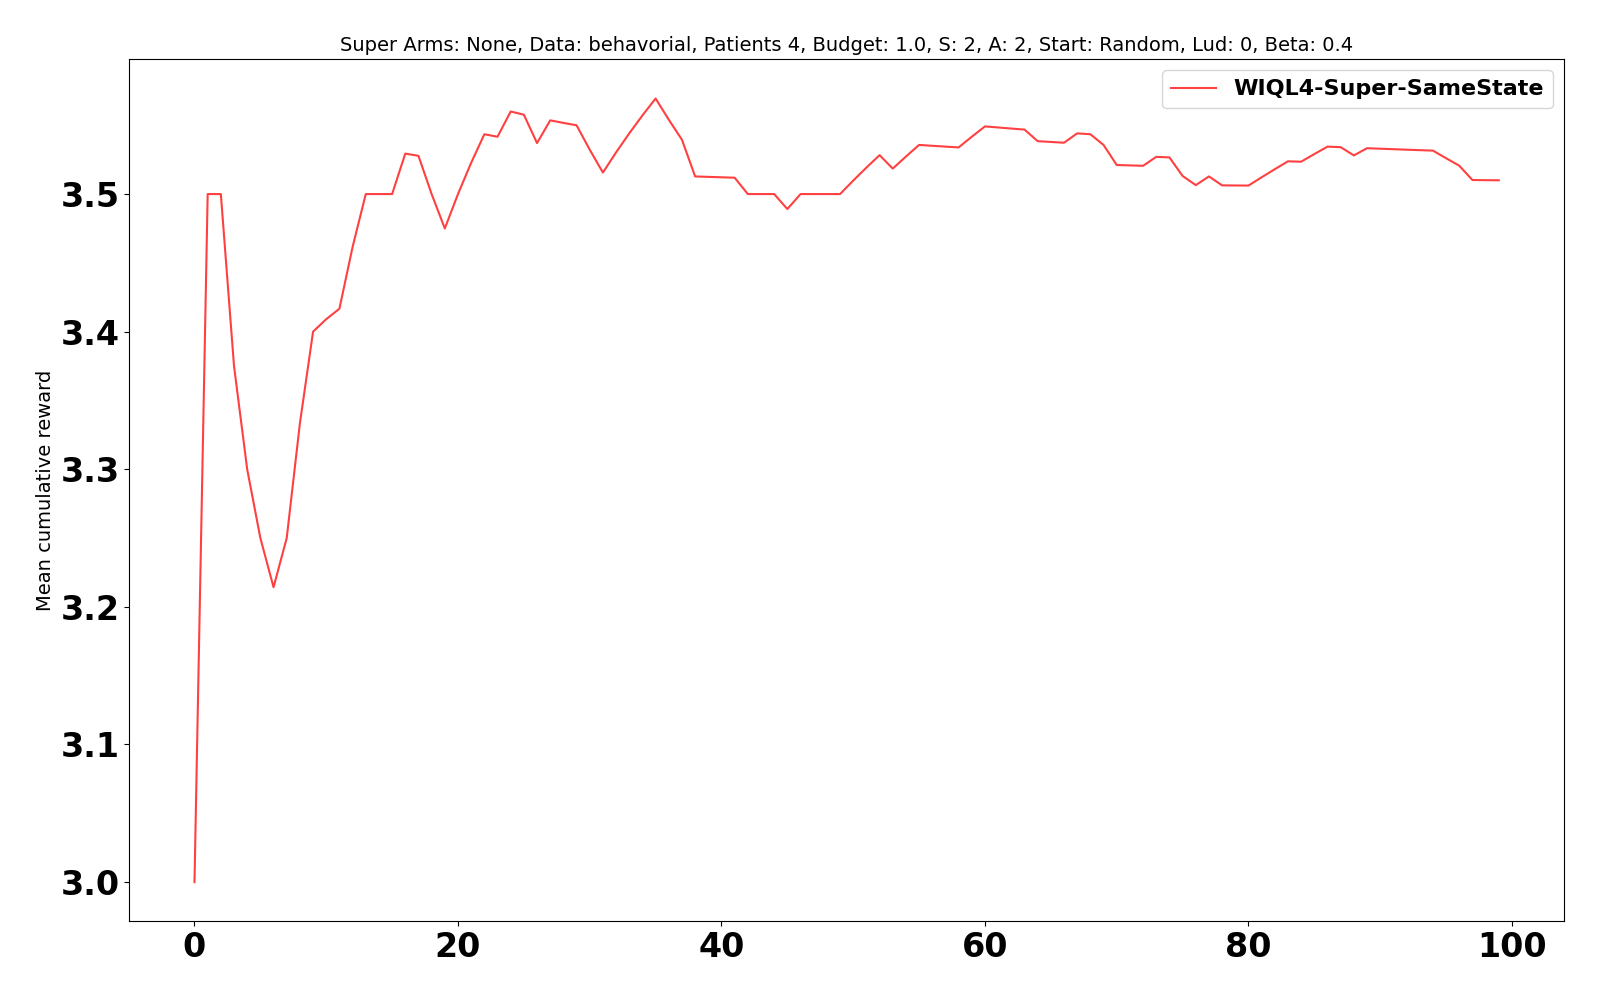 Super Arms: None, Data: behavorial, Patients 4, Budget: 1.0, S: 2, A: 2, Start: Random, Lud: 0, Beta: 0.4
WIQL4-Super-SameState
Mean cumulative reward
3.5
3.4
3.3
3.2
3.1
3.0
0 20 40 60 80 100